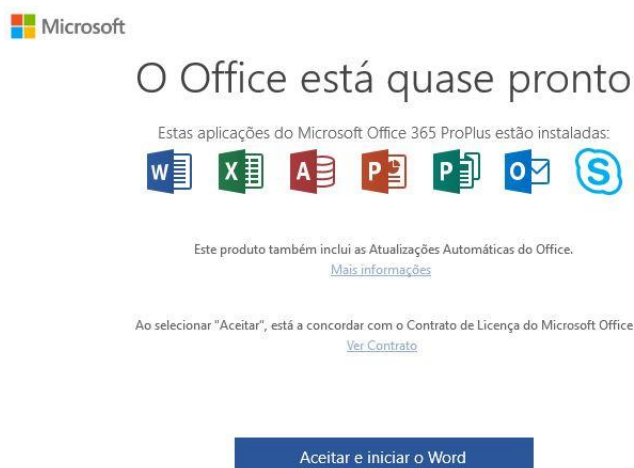 Microsoft
O Office está quase pronto
Estas aplicações do Microsoft Office 365 ProPlus estão instaladas:
W X A P P O S
Este produto também inclui as Atualizações Automáticas do Office.
Mais informações
Ao selecionar "Aceitar", está a concordar com o Contrato de Licença do Microsoft Office
Ver Contrato
Aceitar e iniciar o Word